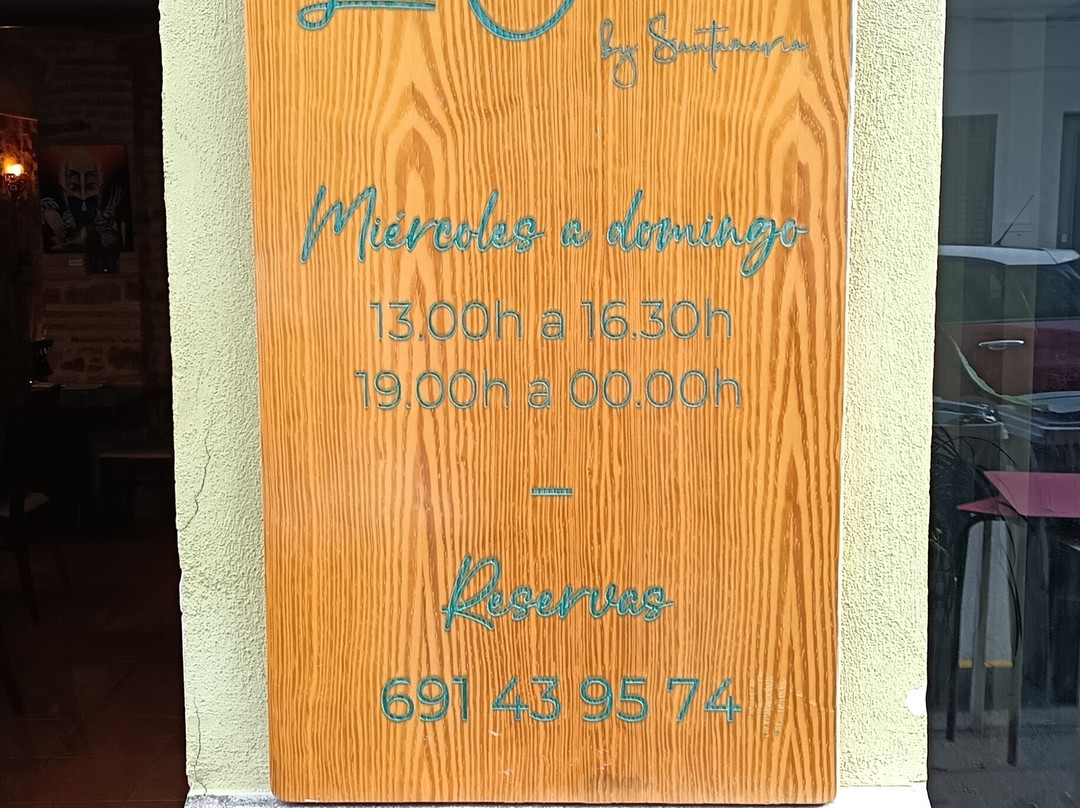 by Santamaría
Miércoles a domingo
13.00h a 16.30h
19.00h a 00.00h
–
Reservas
691 43 95 74